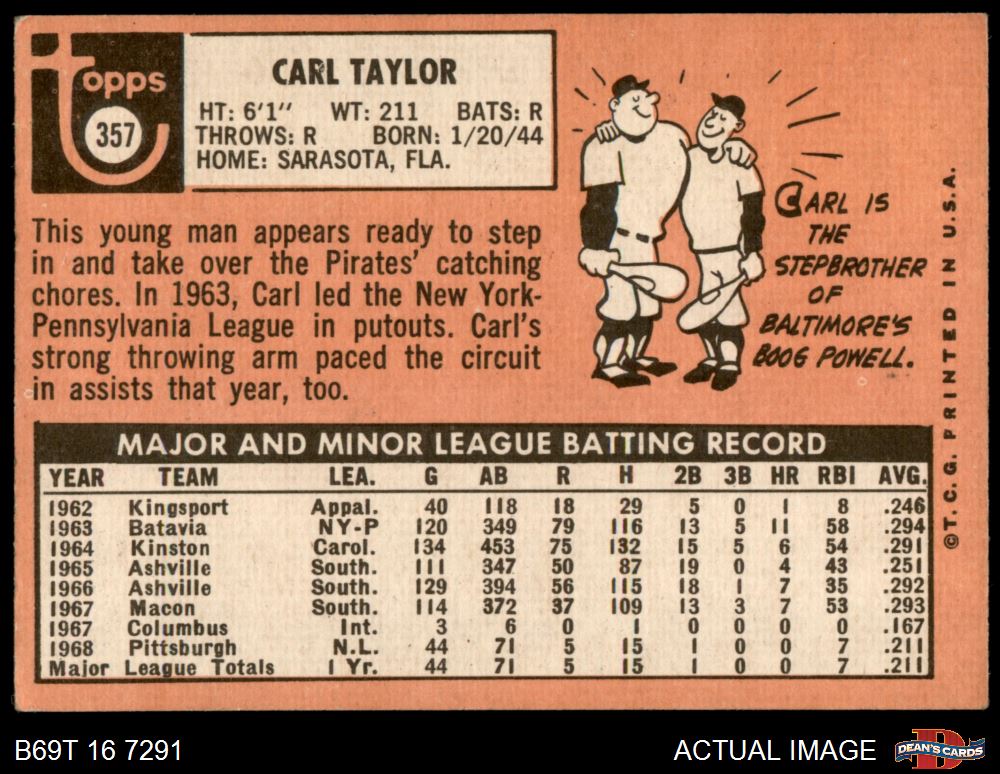 topps
357
CARL TAYLOR
HT: 6'1" WT: 211 BATS: R
THROWS: R BORN: 1/20/44
HOME: SARASOTA, FLA.
This young man appears ready to step
in and take over the Pirates' catching
chores. In 1963, Carl led the New York-
Pennsylvania League in putouts. Carl's
strong throwing arm paced the circuit
in assists that year, too.
CARL IS
THE
STEPBROTHER
OF
BALTIMORE'S
BOOG POWELL.
©T.C.G. PRINTED IN U.S.A.
MAJOR AND MINOR LEAGUE BATTING RECORD
YEAR TEAM LEA. G AB R H 2B 3B HR RBI AVG.
1962 Kingsport Appal. 40 118 18 29 5 0 1 8 .246
1963 Batavia NY-P 120 349 79 116 13 5 11 58 .294
1964 Kinston Carol. 134 453 75 132 15 5 6 54 .291
1965 Ashville South. 111 347 50 87 19 0 4 43 .251
1966 Ashville South. 129 394 56 115 18 1 7 35 .292
1967 Macon South. 114 372 37 109 13 3 7 53 .293
1967 Columbus Int. 3 6 0 1 0 0 0 0 .167
1968 Pittsburgh N.L. 44 71 5 15 1 0 0 7 .211
Major League Totals 1 Yr. 44 71 5 15 1 0 0 7 .211
B69T 16 7291
ACTUAL IMAGE
DEAN'S CARDS